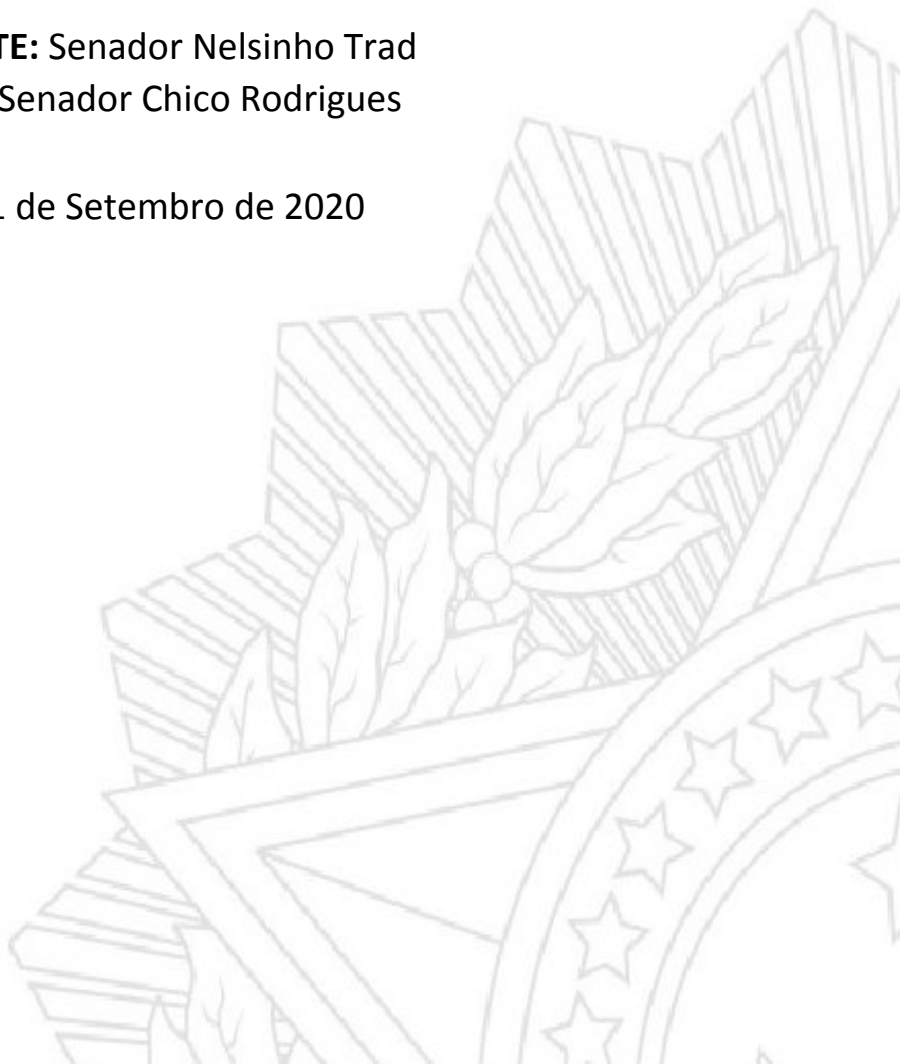 TE: Senador Nelsinho Trad
Senador Chico Rodrigues
de Setembro de 2020